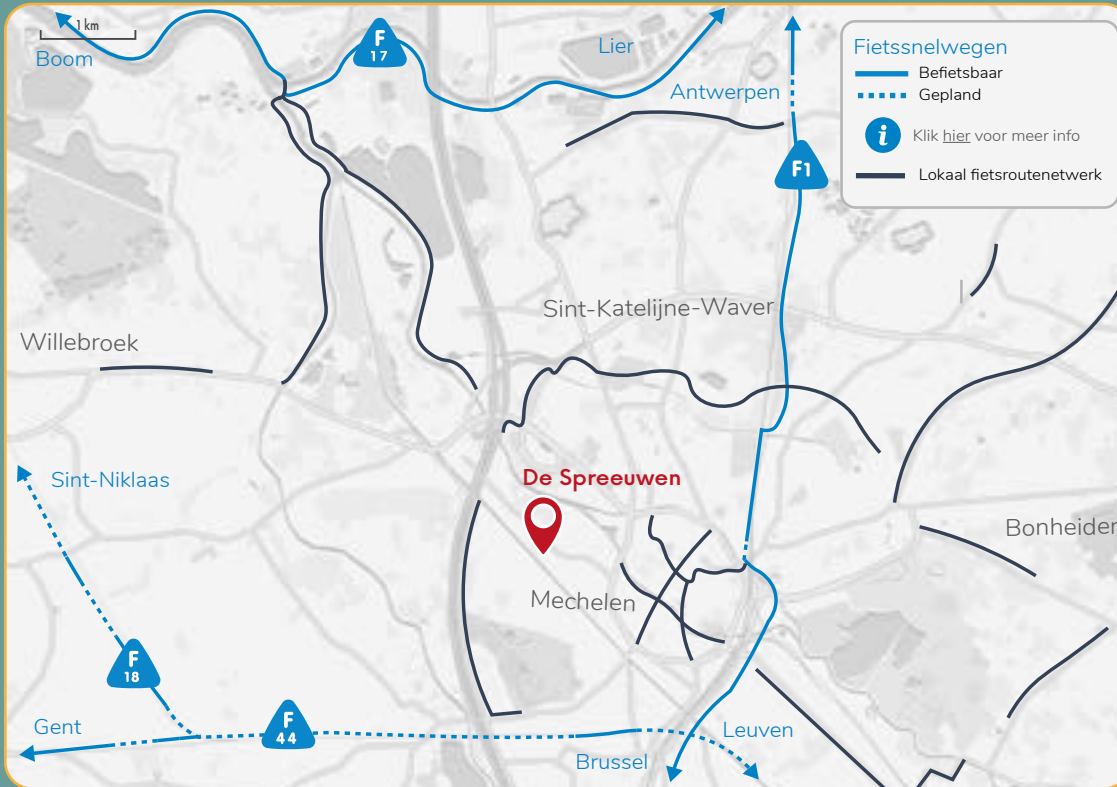 1 km
Boom
F
17
Lier
Antwerpen
Fietssnelwegen
Befietsbaar
Gepland
i
Klik hier voor meer info
Lokaal fietsroutenetwerk
F1
Sint-Katelijne-Waver
Willebroek
Sint-Niklaas
De Spreeuwen
Bonheiden
Mechelen
F
18
Gent
F
44
Brussel
Leuven